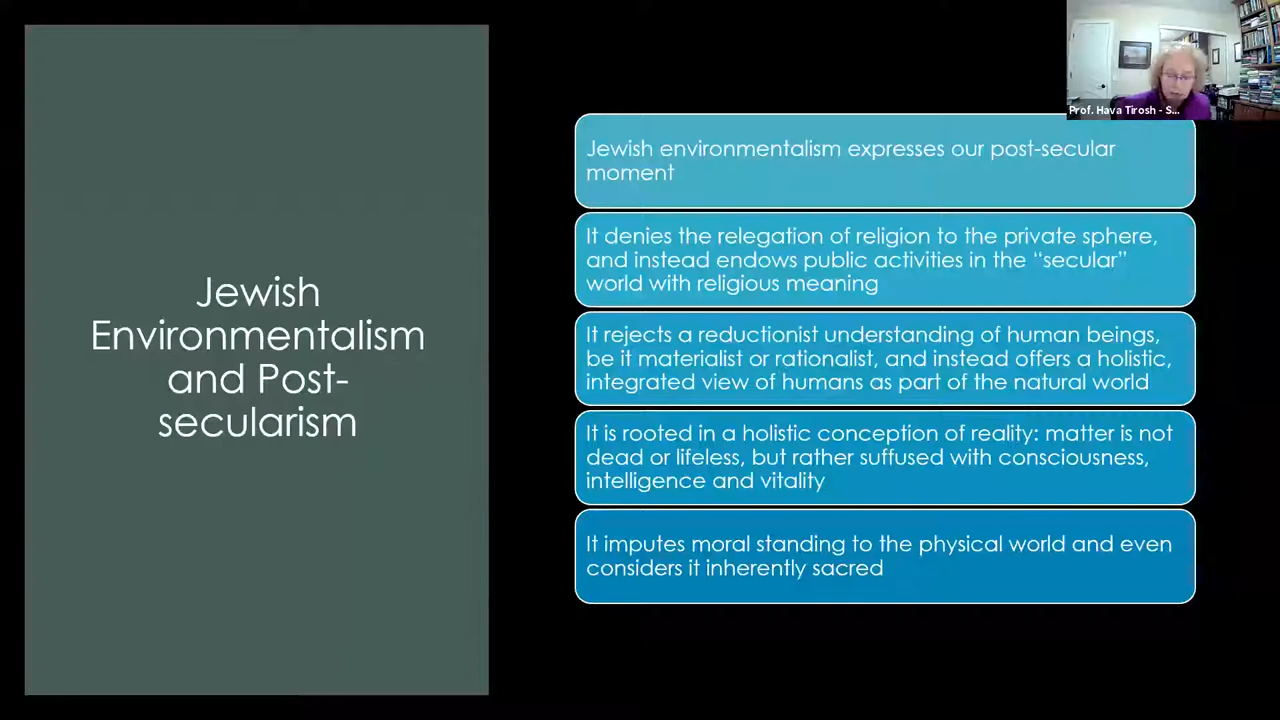 Jewish
Environmentalism
and Post-
secularism
Prof. Hava Tirosh - S...
Jewish environmentalism expresses our post-secular
moment
It denies the relegation of religion to the private sphere,
and instead endows public activities in the “secular”
world with religious meaning
It rejects a reductionist understanding of human beings,
be it materialist or rationalist, and instead offers a holistic,
integrated view of humans as part of the natural world
It is rooted in a holistic conception of reality: matter is not
dead or lifeless, but rather suffused with consciousness,
intelligence and vitality
It imputes moral standing to the physical world and even
considers it inherently sacred